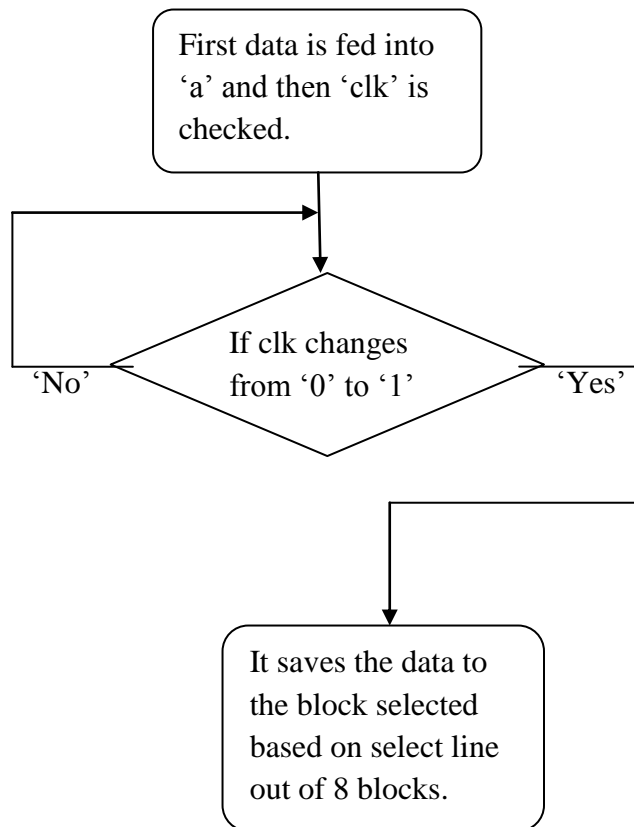 First data is fed into
‘a’ and then ‘clk’ is
checked.
If clk changes
from ‘0’ to ‘1’
‘No’
‘Yes’
It saves the data to
the block selected
based on select line
out of 8 blocks.